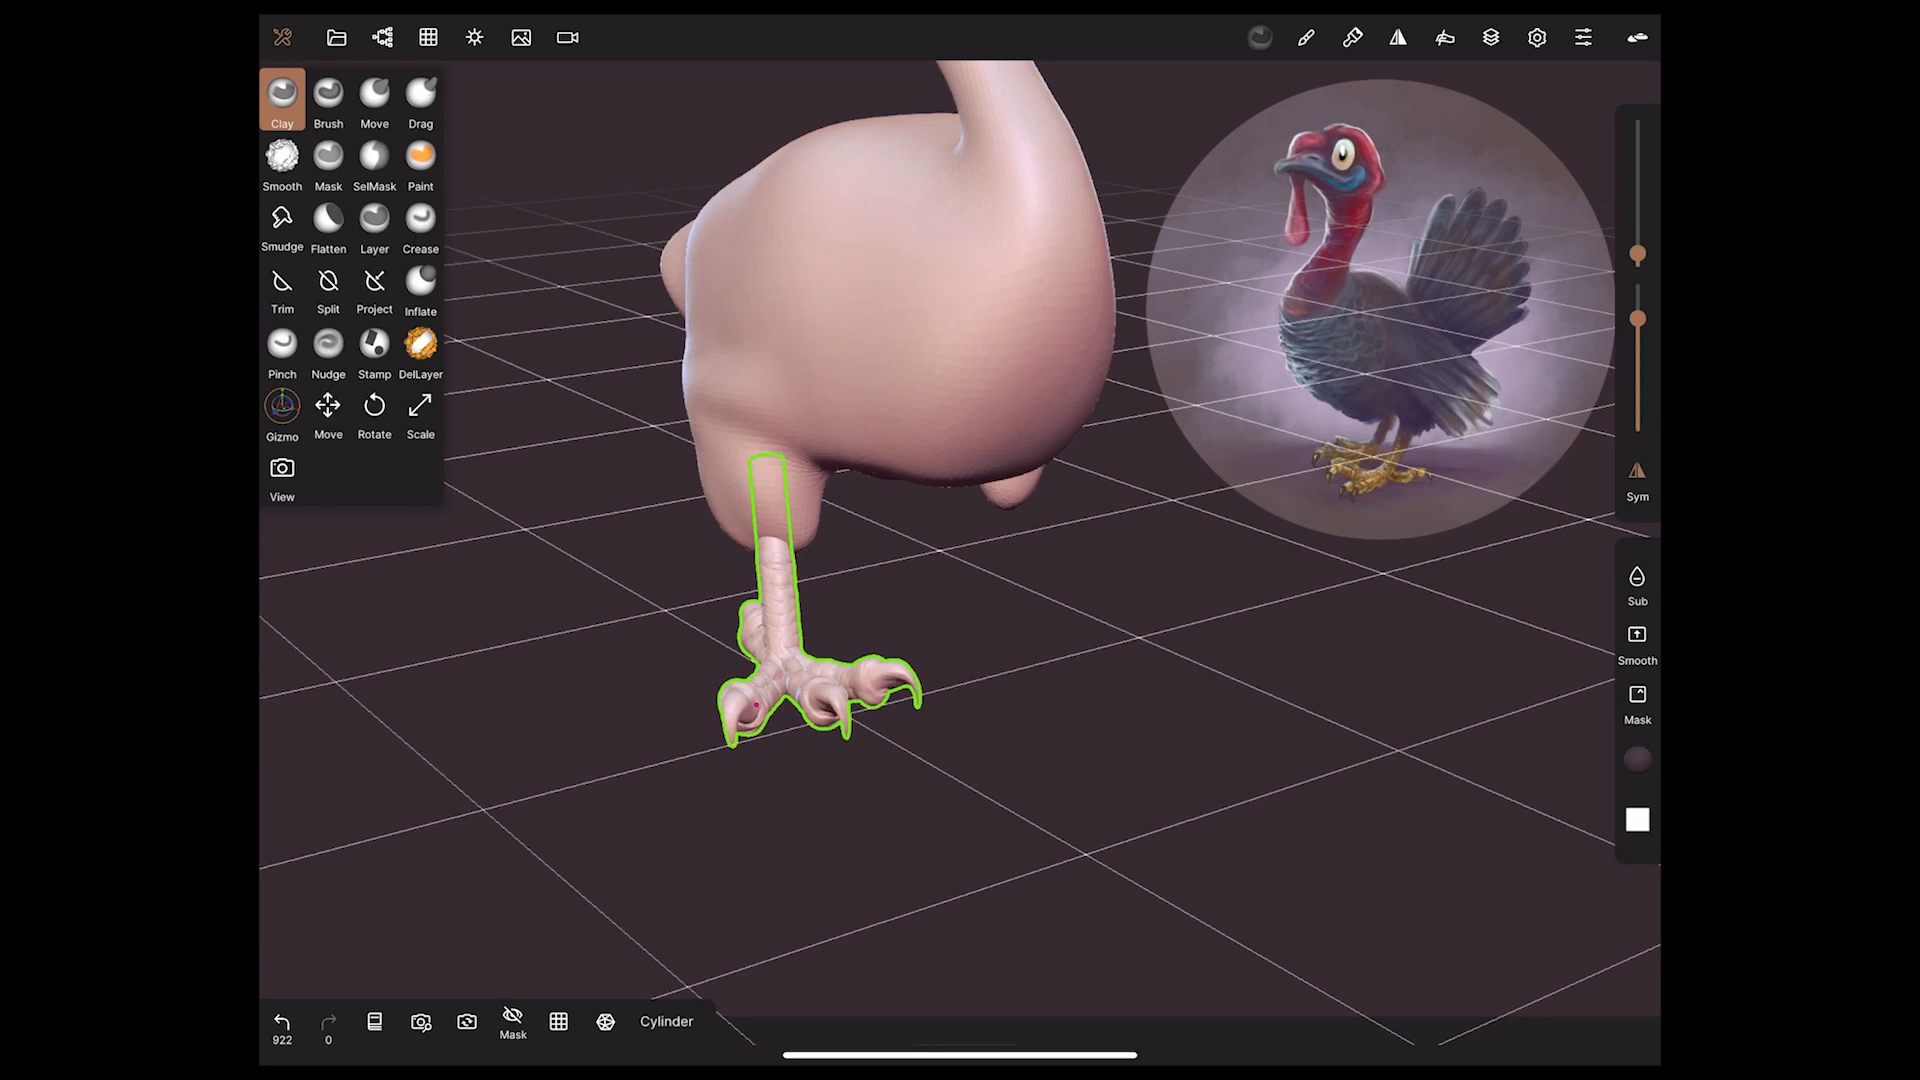 Clay Brush Move Drag
Smooth Mask SelMask Paint
Smudge Flatten Layer Crease
Trim Split Project Inflate
Pinch Nudge Stamp DelLayer
Gizmo Move Rotate Scale
View
Sym
Sub
Smooth
Mask
922 0 Mask Cylinder